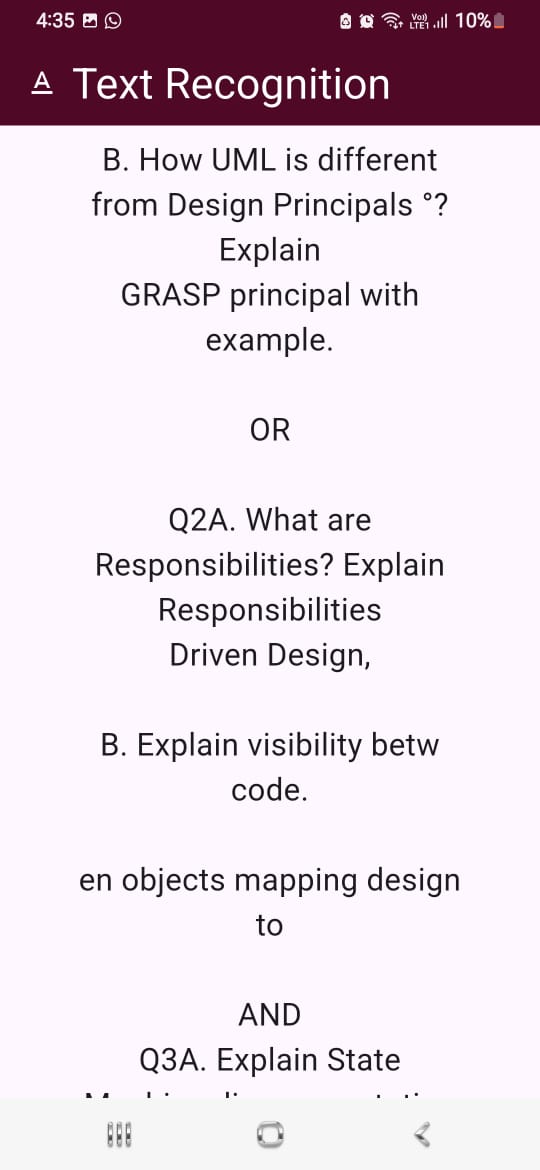 4:35
Vo) LTE1 10%
A Text Recognition
B. How UML is different
from Design Principals °?
Explain
GRASP principal with
example.
OR
Q2A. What are
Responsibilities? Explain
Responsibilities
Driven Design,
B. Explain visibility betw
code.
en objects mapping design
to
AND
Q3A. Explain State